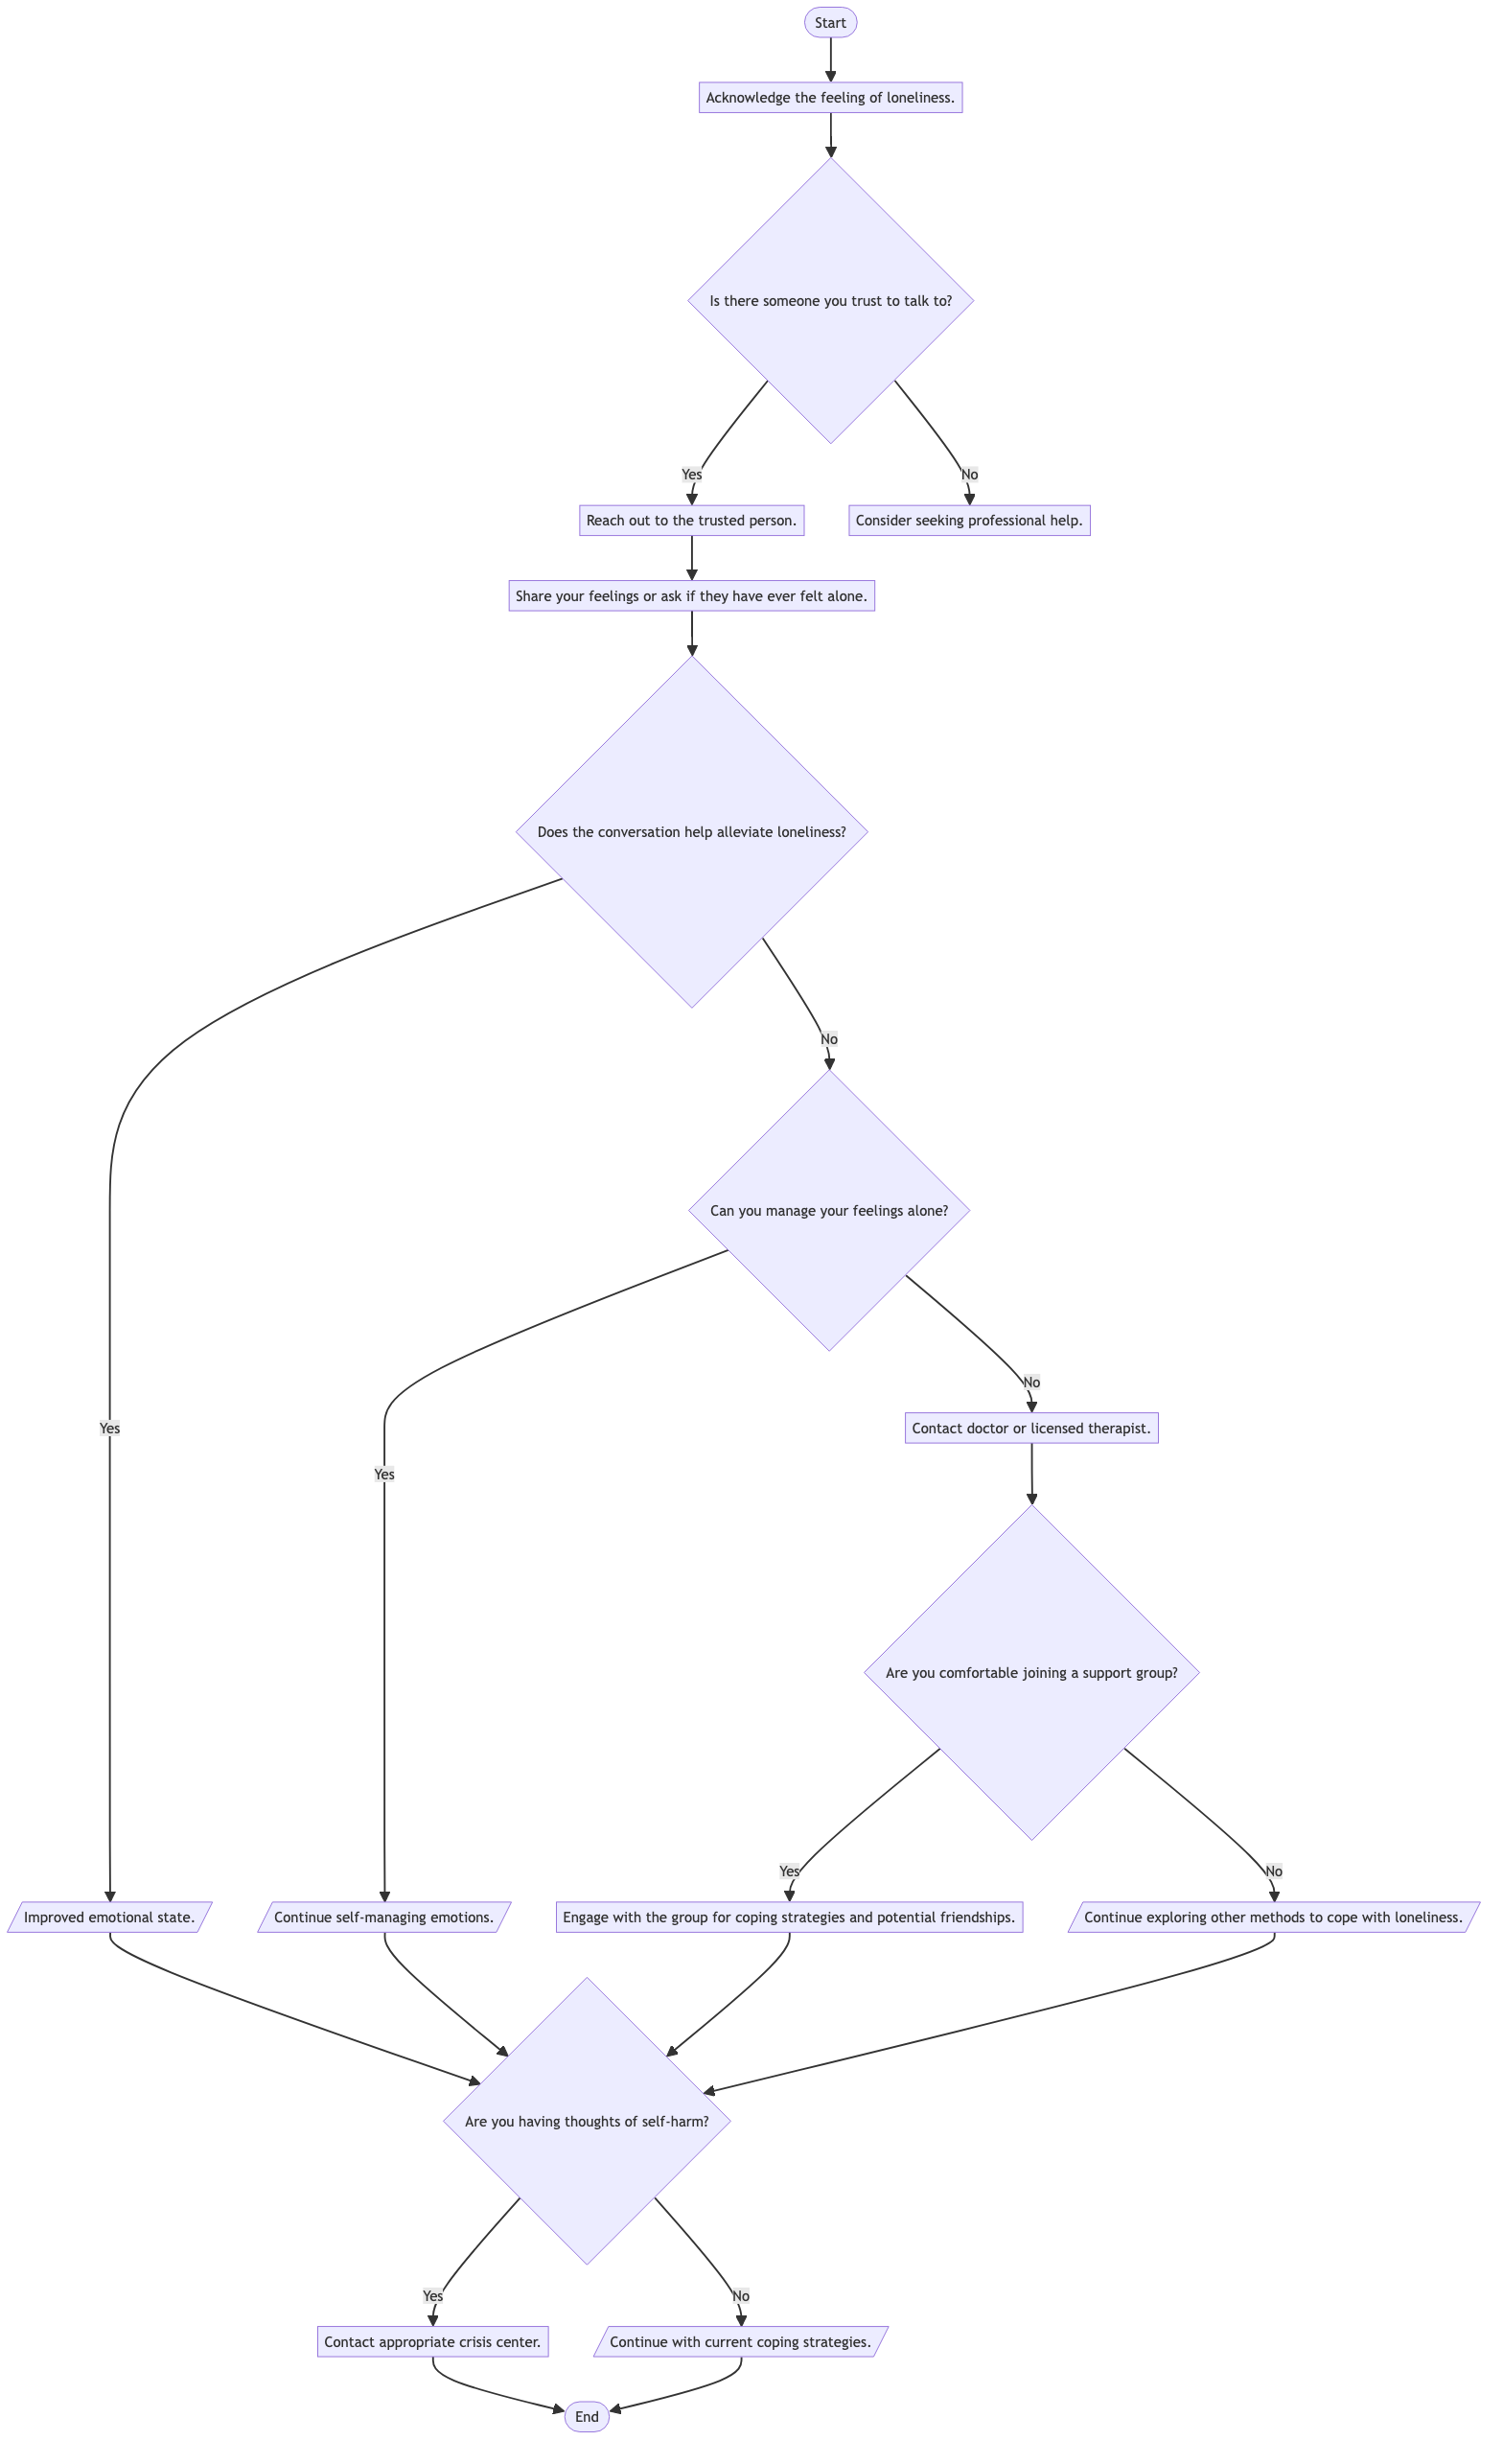 Start
Acknowledge the feeling of loneliness.
Is there someone you trust to talk to?
Yes
No
Reach out to the trusted person.
Consider seeking professional help.
Share your feelings or ask if they have ever felt alone.
Does the conversation help alleviate loneliness?
No
Can you manage your feelings alone?
No
Contact doctor or licensed therapist.
Yes
Yes
Are you comfortable joining a support group?
Yes
No
Improved emotional state.
Continue self-managing emotions.
Engage with the group for coping strategies and potential friendships.
Continue exploring other methods to cope with loneliness.
Are you having thoughts of self-harm?
Yes
No
Contact appropriate crisis center.
Continue with current coping strategies.
End